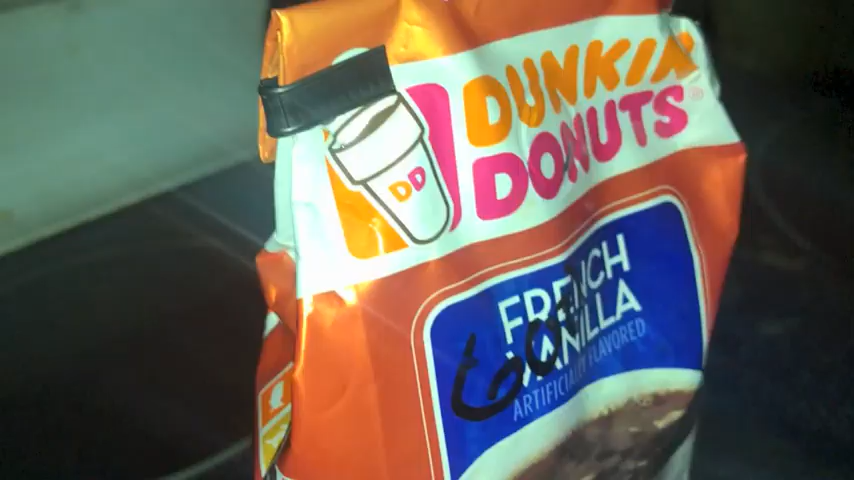 DUNKIN'
DONUTS®
DD
FRENCH
VANILLA
ARTIFICIALLY FLAVORED